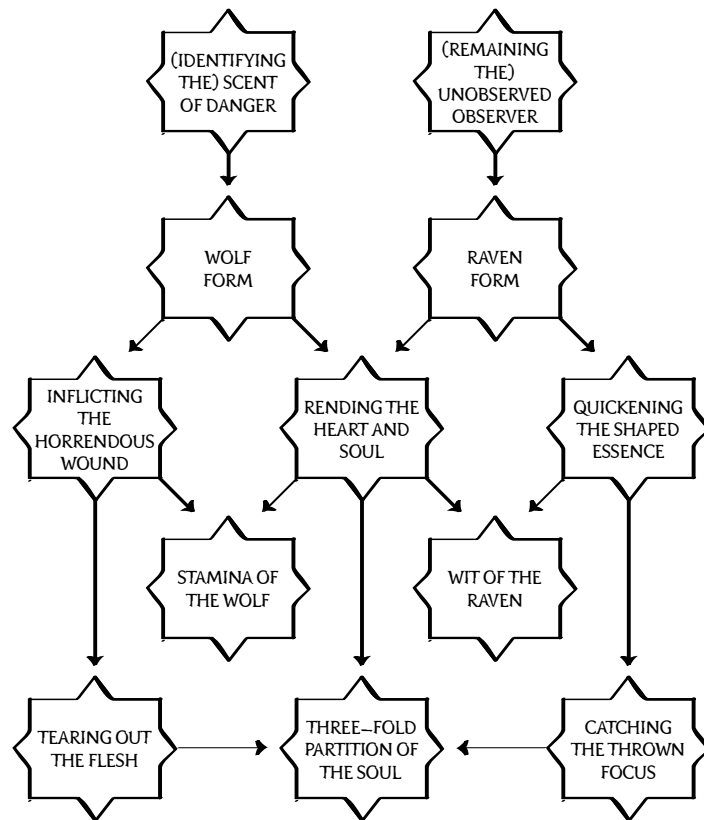 (IDENTIFYING
THE) SCENT
OF DANGER
(REMAINING
THE)
UNOBSERVED
OBSERVER
WOLF
FORM
RAVEN
FORM
INFLICTING
THE
HORRENDOUS
WOUND
RENDING THE
HEART AND
SOUL
QUICKENING
THE SHAPED
ESSENCE
STAMINA OF
THE WOLF
WIT OF THE
RAVEN
TEARING OUT
THE FLESH
THREE–FOLD
PARTITION OF
THE SOUL
CATCHING
THE THROWN
FOCUS